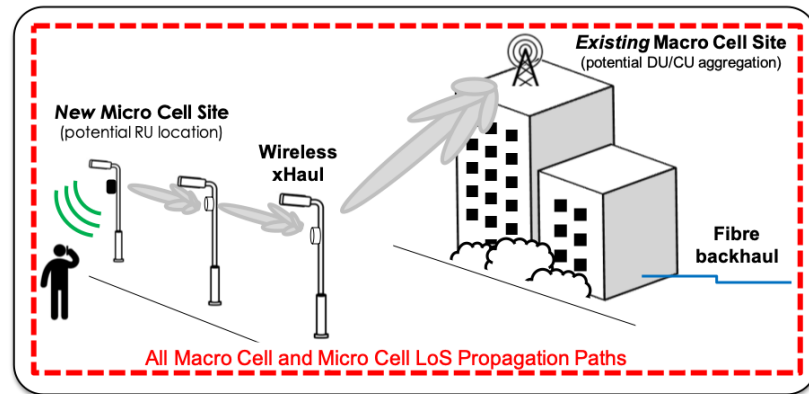 Existing Macro Cell Site
(potential DU/CU aggregation)
New Micro Cell Site
(potential RU location)
Wireless
xHaul
Fibre
backhaul
All Macro Cell and Micro Cell LoS Propagation Paths